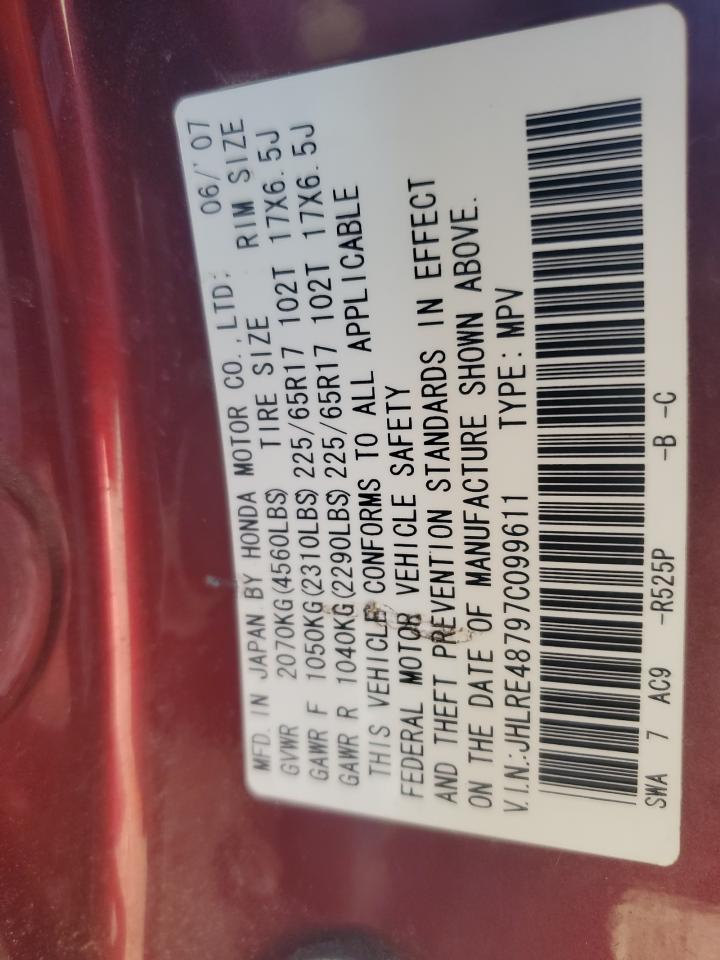 MFD. IN JAPAN BY HONDA MOTOR CO., LTD. 06/'07
GVWR 2070KG(4560LBS) TIRE SIZE RIM SIZE
GAWR F 1050KG(2310LBS) 225/65R17 102T 17X6.5J
GAWR R 1040KG(2290LBS) 225/65R17 102T 17X6.5J
THIS VEHICLE CONFORMS TO ALL APPLICABLE
FEDERAL MOTOR VEHICLE SAFETY
AND THEFT PREVENTION STANDARDS IN EFFECT
ON THE DATE OF MANUFACTURE SHOWN ABOVE.
V.I.N.:JHLRE48797C099611 TYPE: MPV
SWA 7 AC9 -R525P -B -C